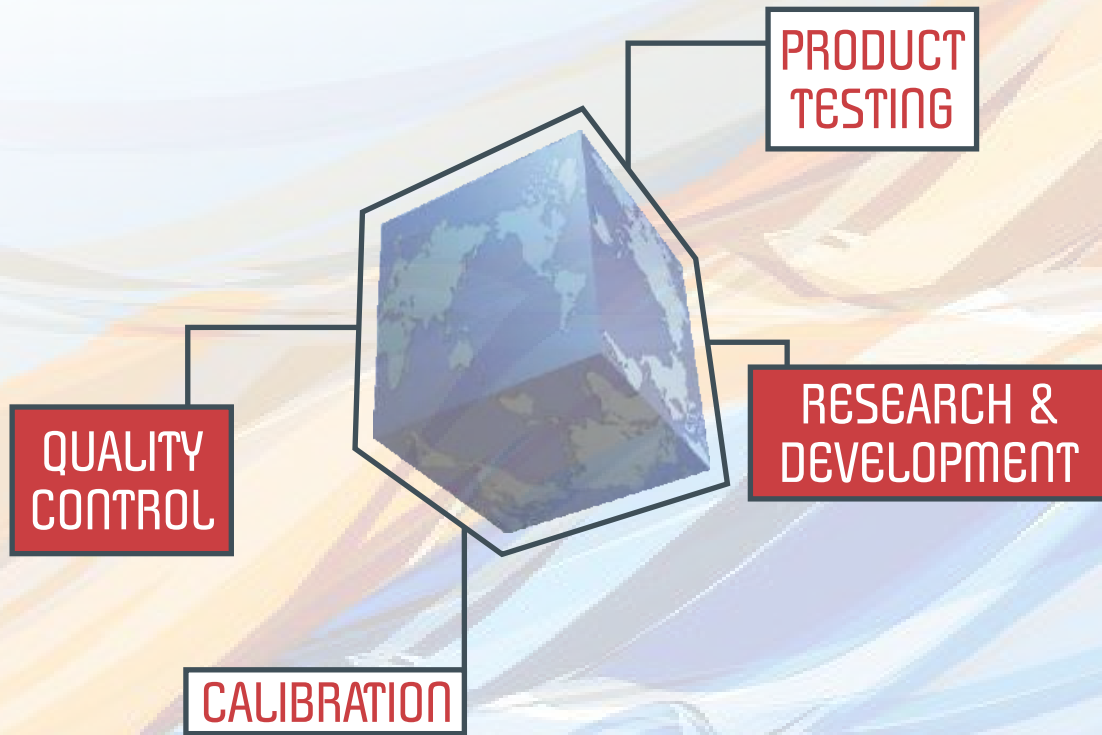 PRODUCT
TESTING
RESEARCH &
DEVELOPMENT
QUALITY
CONTROL
CALIBRATION